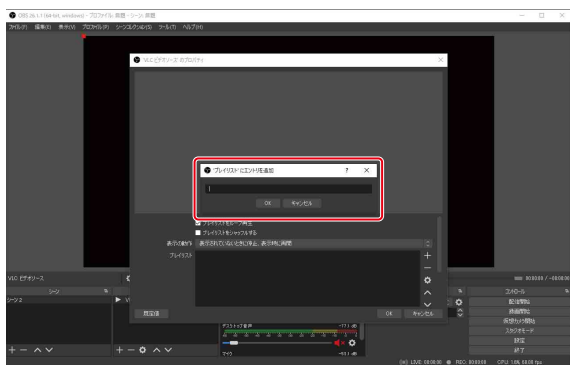 OBS 26.1.1 (64-bit, windows) - プロファイル: 無題 - シーン: 無題
ファイル(F) 編集(E) 表示(V) プロファイル(P) シーンコレクション(S) ツール(T) ヘルプ(H)
'VLC ビデオソース' のプロパティ
'プレイリスト' にエントリを追加
OK キャンセル
プレイリストをループ再生
プレイリストをシャッフルする
表示の動作 表示されていないときに停止、表示時に再開
プレイリスト
既定値 OK キャンセル
VLC ビデオソース
シーン
シーン 2
デスクトップ音声 -17.1 dB
マイク
コントロール
配信開始
録画開始
仮想カメラ開始
スタジオモード
設定
終了
LIVE: 00:00:00 REC: 00:00:00